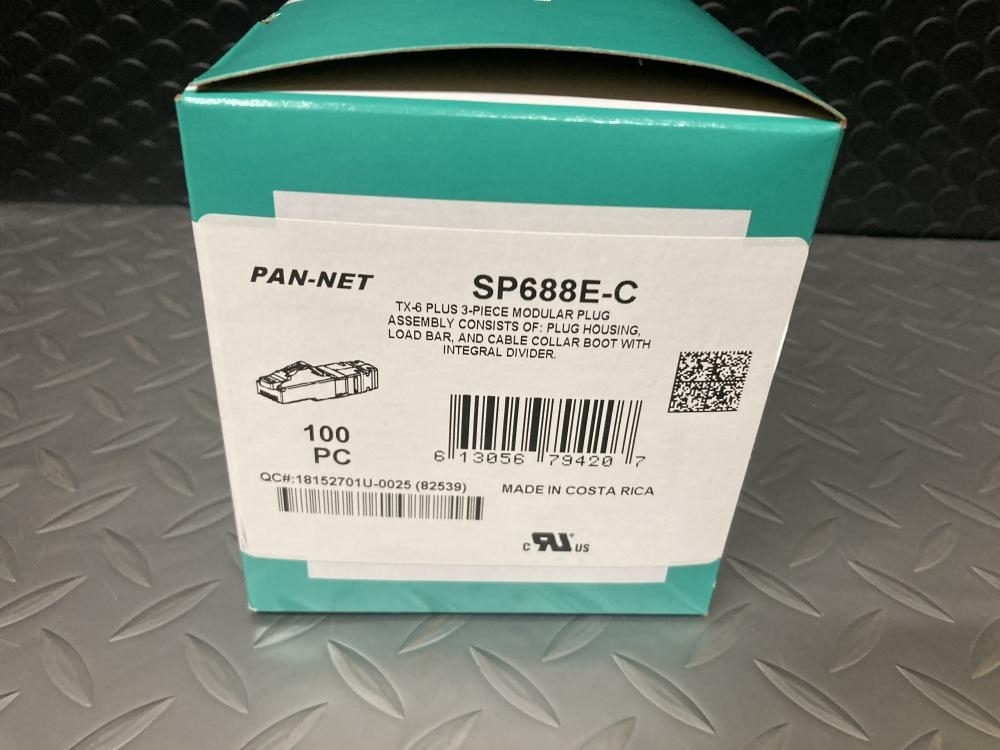 PAN-NET
SP688E-C
TX-6 PLUS 3-PIECE MODULAR PLUG
ASSEMBLY CONSISTS OF: PLUG HOUSING,
LOAD BAR, AND CABLE COLLAR BOOT WITH
INTEGRAL DIVIDER.
100
PC
6 13056 79420 7
QC#:18152701U-0025 (82539)
MADE IN COSTA RICA
c RU US